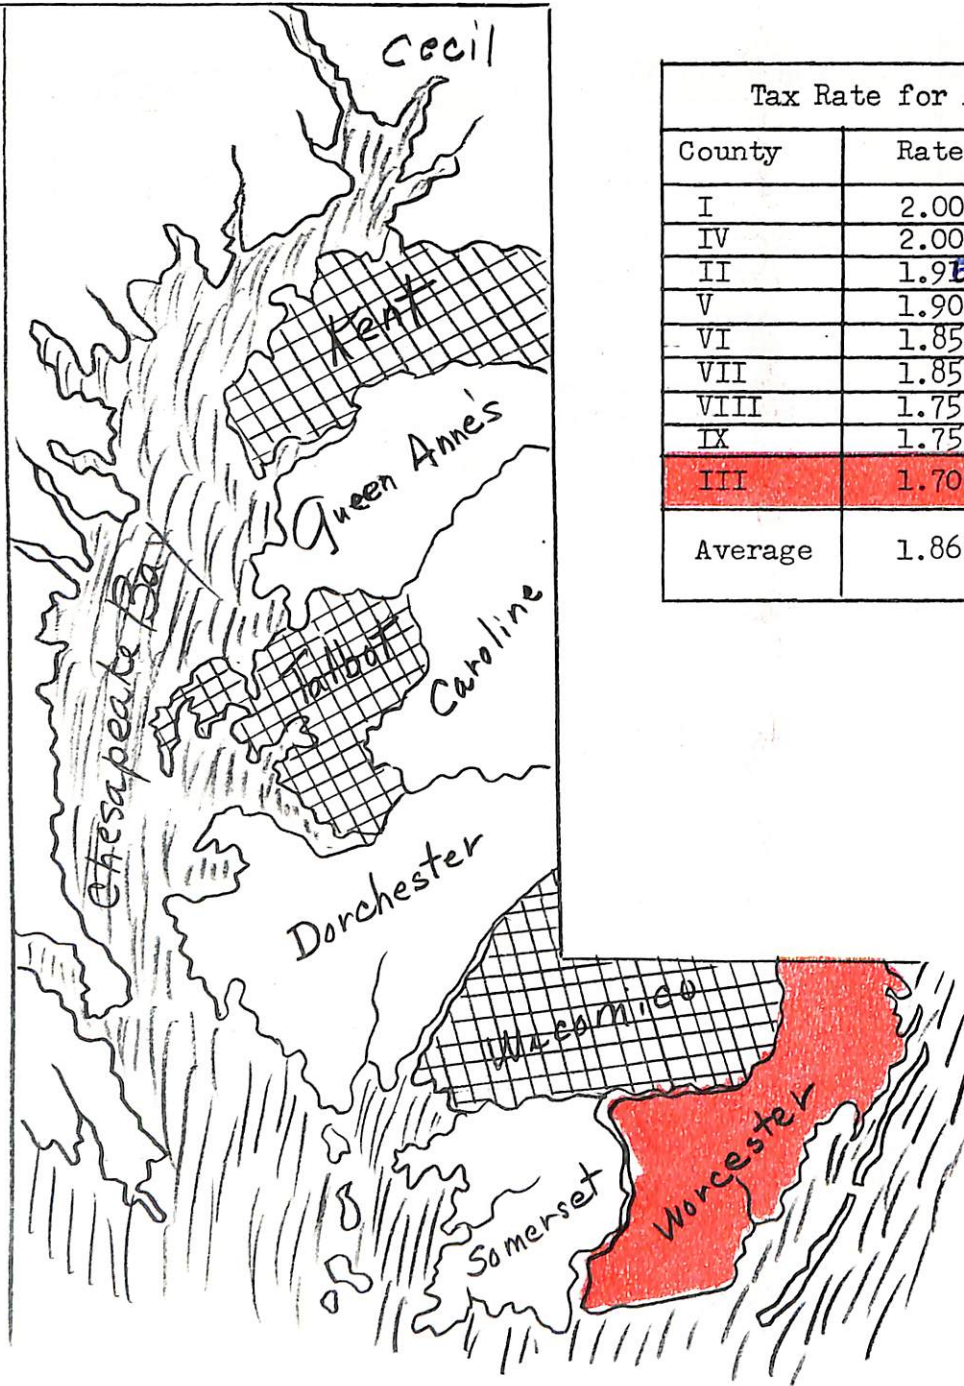 Cecil
Kent
Queen Anne's
Talbot
Caroline
Chesapeake Bay
Dorchester
Wicomico
Somerset
Worcester
Tax Rate for
County Rate
I 2.00
IV 2.00
II
V 1.90
VI 1.85
VII 1.85
VIII 1.75
IX 1.75
III 1.70
Average 1.86